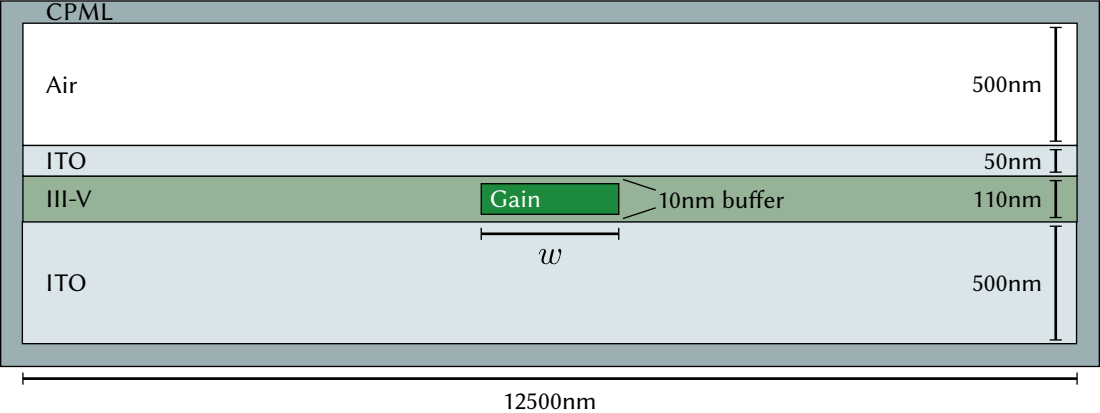 CPML
Air
500nm
ITO
50nm
III-V
Gain
10nm buffer
110nm
w
ITO
500nm
12500nm